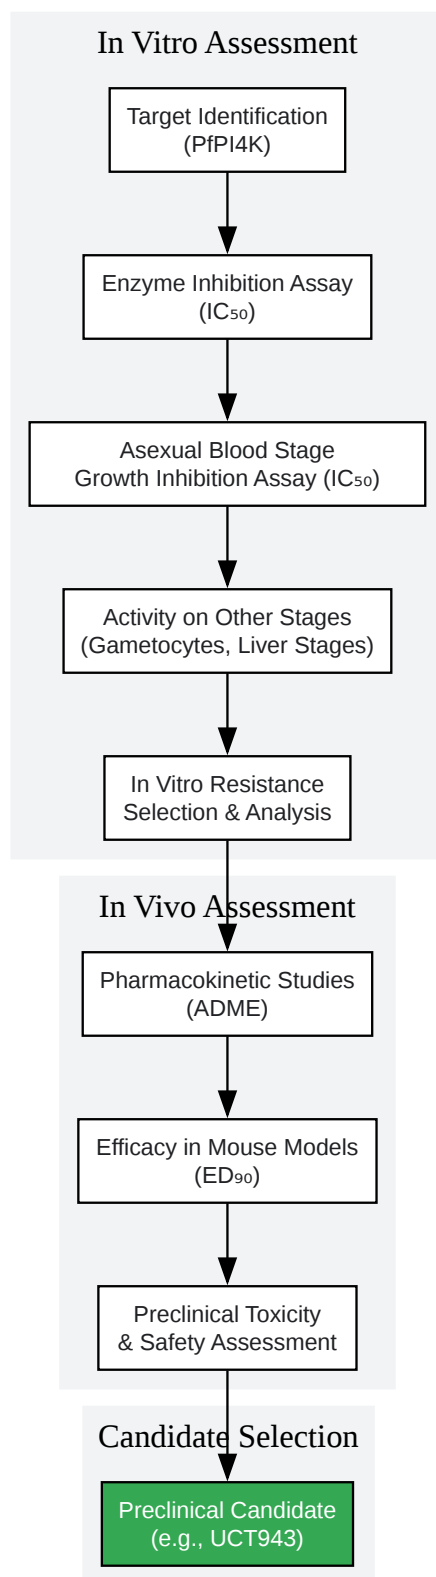 In Vitro Assessment
Target Identification
(PfPI4K)
Enzyme Inhibition Assay
(IC₅₀)
Asexual Blood Stage
Growth Inhibition Assay (IC₅₀)
Activity on Other Stages
(Gametocytes, Liver Stages)
In Vitro Resistance
Selection & Analysis
In Vivo Assessment
Pharmacokinetic Studies
(ADME)
Efficacy in Mouse Models
(ED₉₀)
Preclinical Toxicity
& Safety Assessment
Candidate Selection
Preclinical Candidate
(e.g., UCT943)